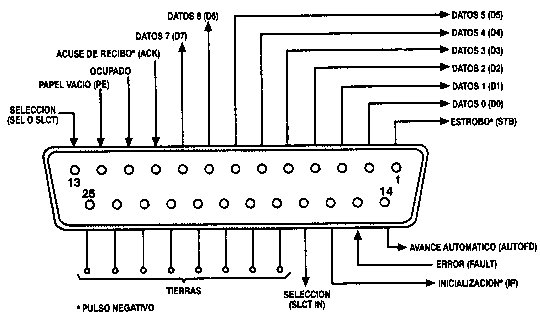 DATOS 6 (D6)
DATOS 5 (D5)
DATOS 7 (D7)
DATOS 4 (D4)
ACUSE DE RECIBO* (ACK)
DATOS 3 (D3)
OCUPADO
DATOS 2 (D2)
PAPEL VACIO (PE)
DATOS 1 (D1)
SELECCION
(SEL O SLCT)
DATOS 0 (D0)
ESTROBO* (STB)
13
1
25
14
AVANCE AUTOMATICO (AUTOFD)
ERROR (FAULT)
INICIALIZACION* (IF)
TIERRAS
SELECCION
(SLCT IN)
* PULSO NEGATIVO